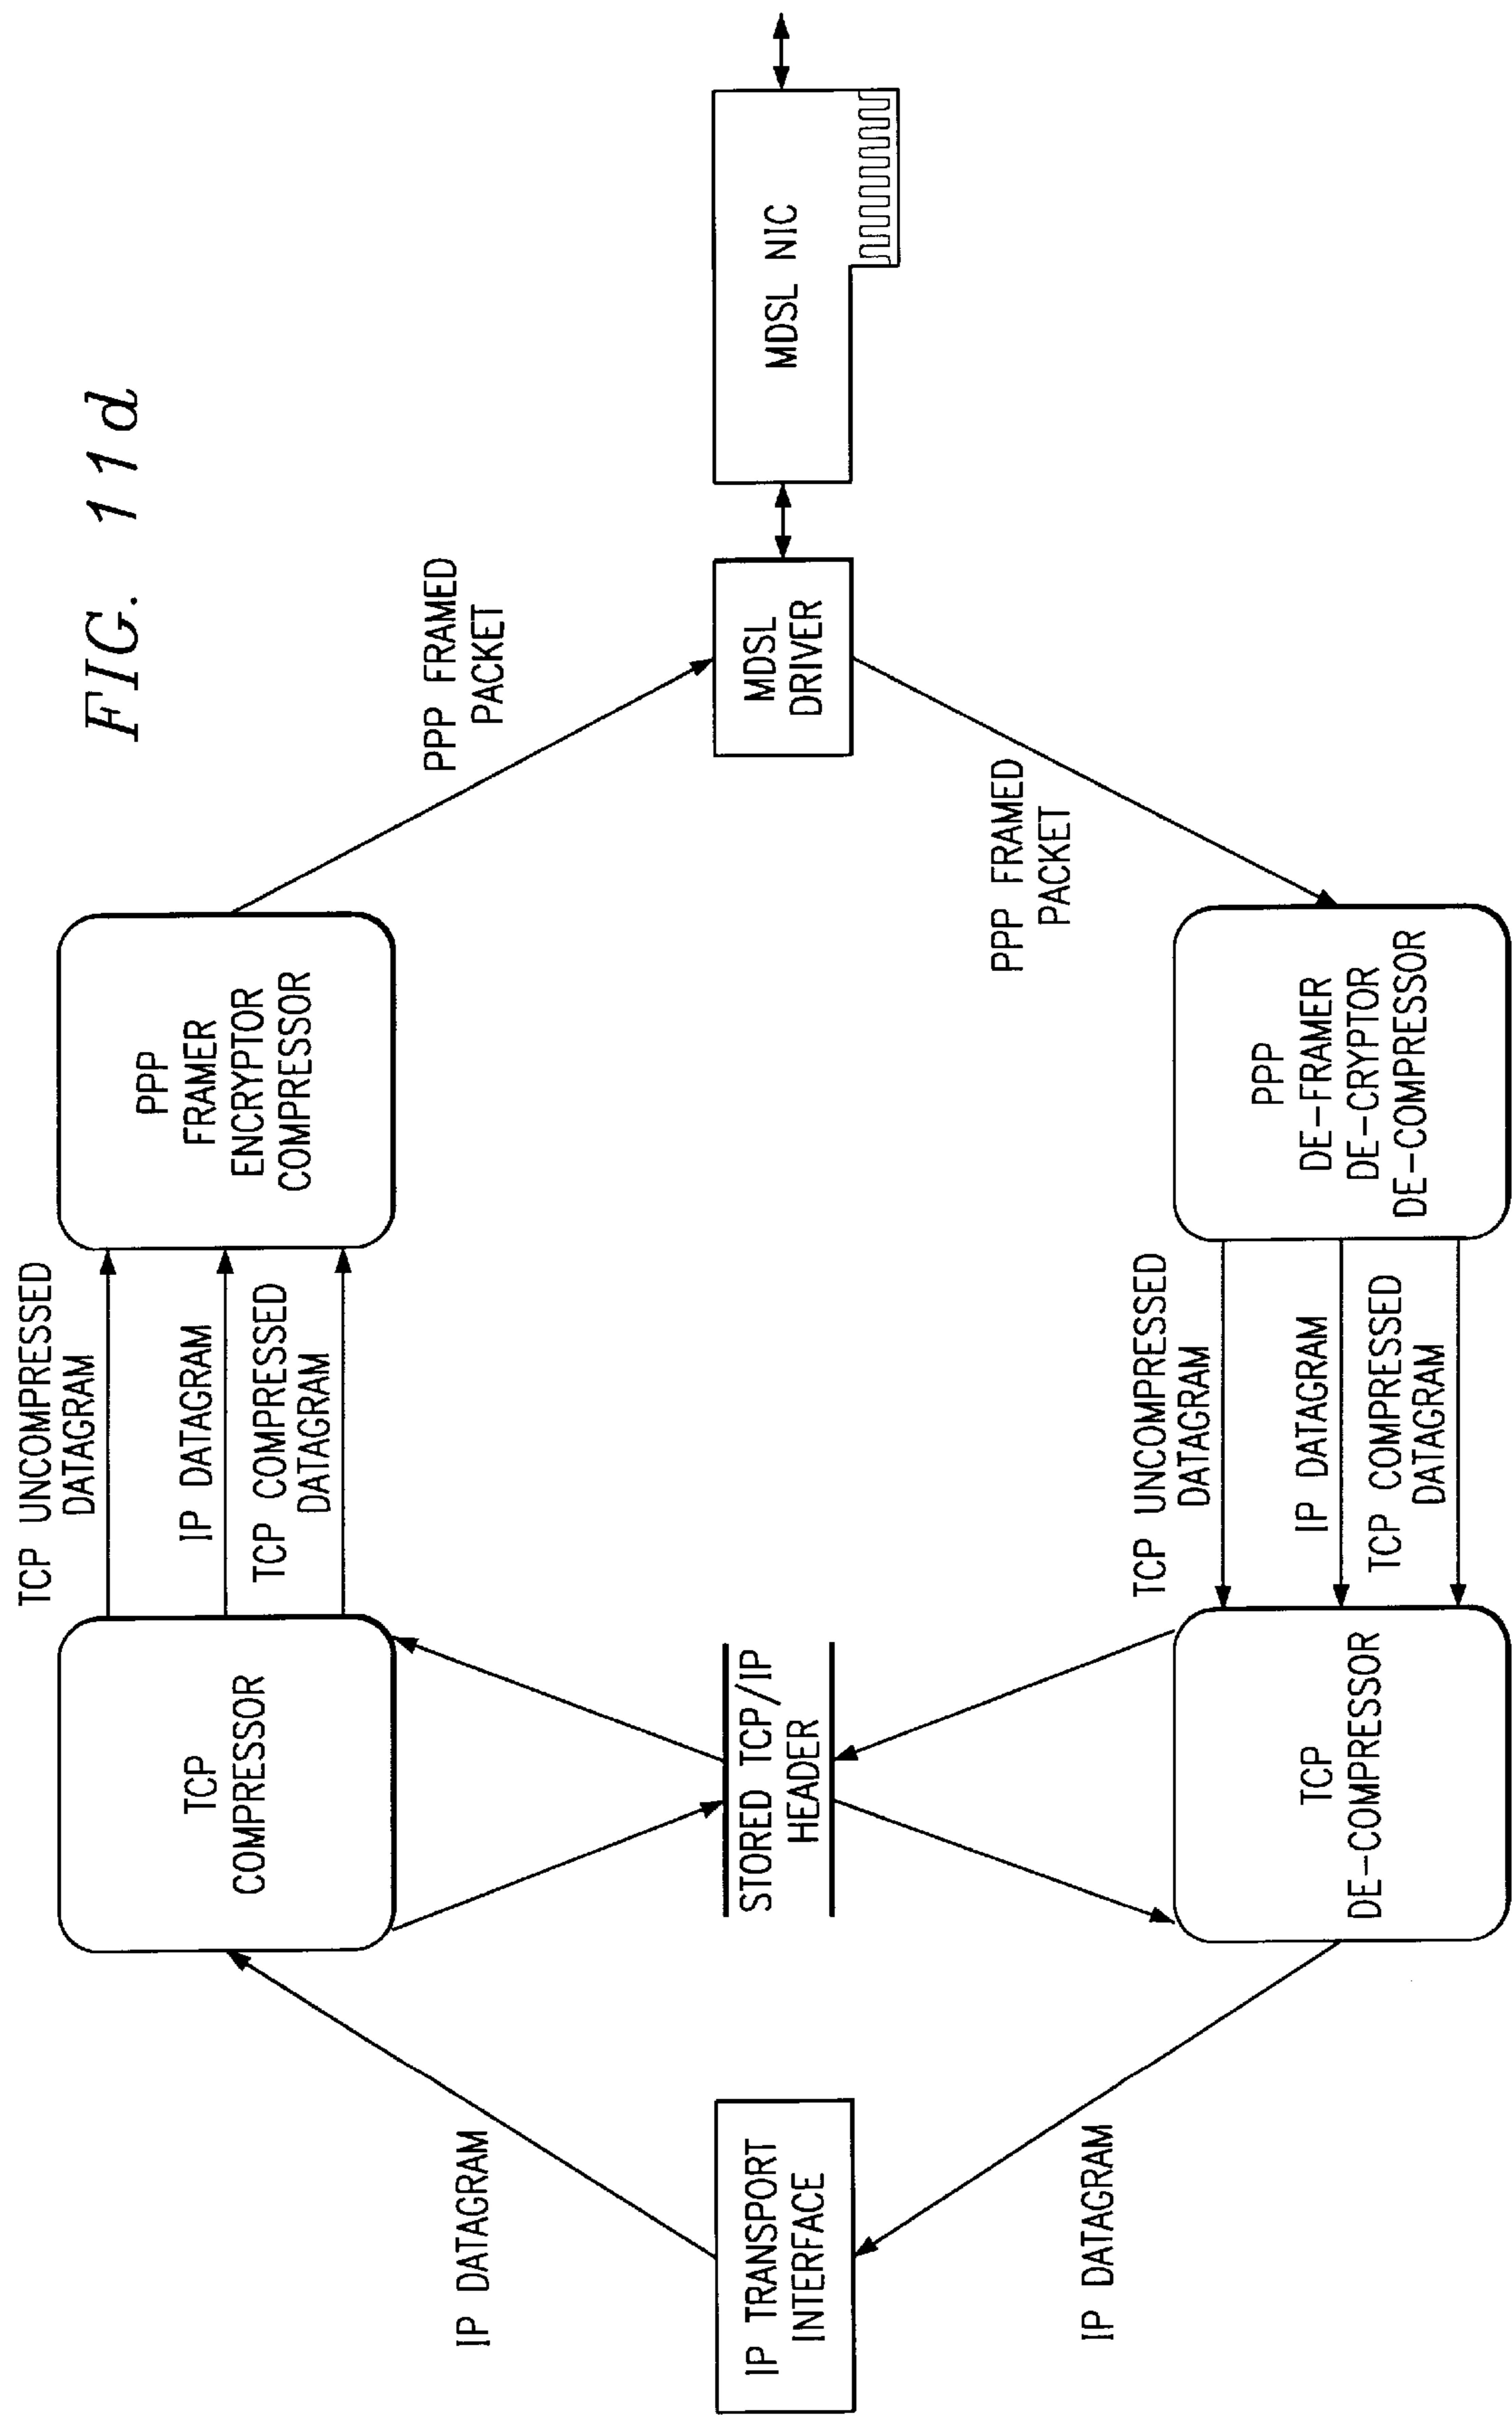 FIG. 11d
TCP UNCOMPRESSED
DATAGRAM
IP DATAGRAM
TCP COMPRESSED
DATAGRAM
TCP
COMPRESSOR
PPP
FRAMER
ENCRYPTOR
COMPRESSOR
IP DATAGRAM
PPP FRAMED
PACKET
IP TRANSPORT
INTERFACE
STORED TCP/IP
HEADER
MDSL
DRIVER
MDSL NIC
IP DATAGRAM
PPP FRAMED
PACKET
TCP UNCOMPRESSED
DATAGRAM
IP DATAGRAM
TCP COMPRESSED
DATAGRAM
TCP
DE-COMPRESSOR
PPP
DE-FRAMER
DE-CRYPTOR
DE-COMPRESSOR